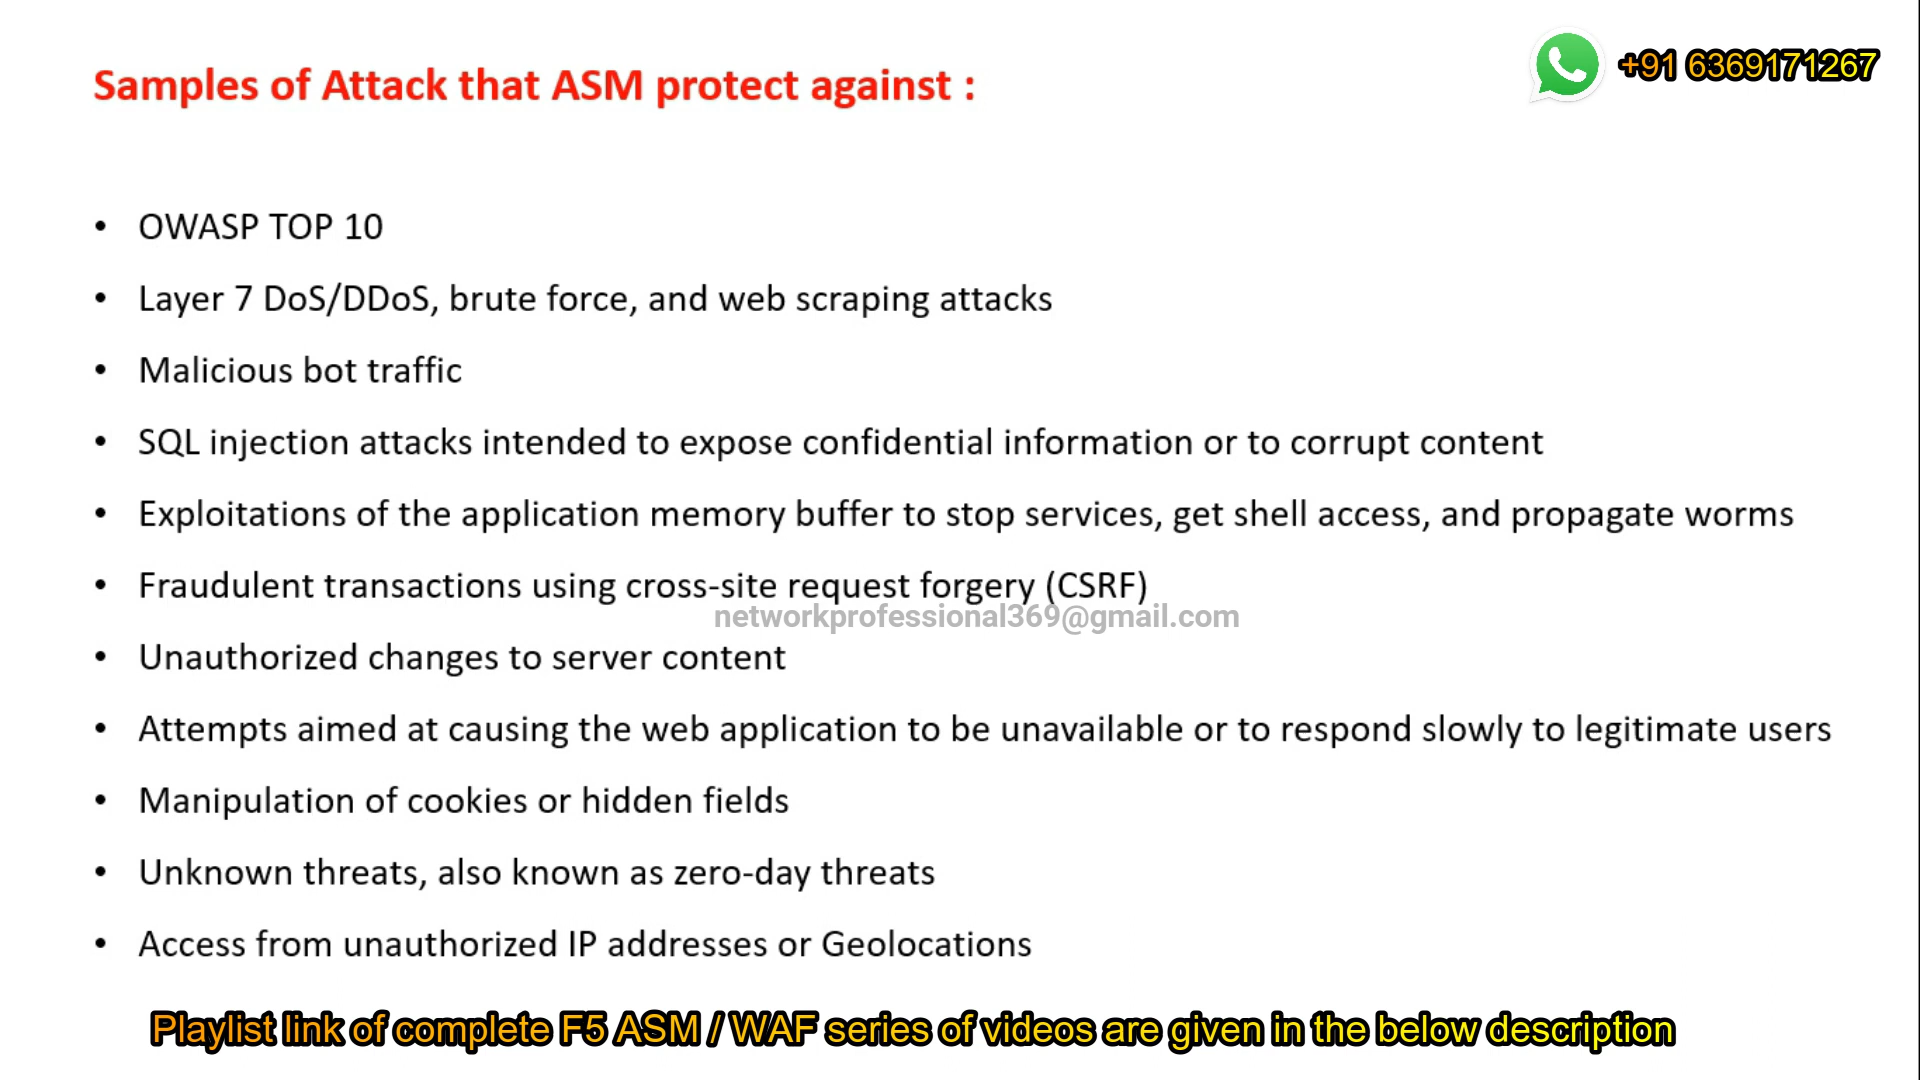 Samples of Attack that ASM protect against :
+91 6369171267
• OWASP TOP 10
• Layer 7 DoS/DDoS, brute force, and web scraping attacks
• Malicious bot traffic
• SQL injection attacks intended to expose confidential information or to corrupt content
• Exploitations of the application memory buffer to stop services, get shell access, and propagate worms
• Fraudulent transactions using cross-site request forgery (CSRF)
networkprofessional369@gmail.com
• Unauthorized changes to server content
• Attempts aimed at causing the web application to be unavailable or to respond slowly to legitimate users
• Manipulation of cookies or hidden fields
• Unknown threats, also known as zero-day threats
• Access from unauthorized IP addresses or Geolocations
Playlist link of complete F5 ASM / WAF series of videos are given in the below description